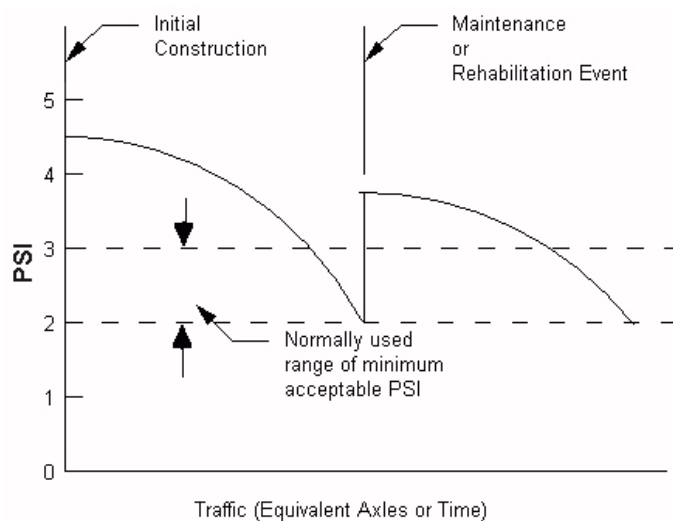 Initial
Construction
Maintenance
or
Rehabilitation Event
5
4
3
2
1
0
PSI
Normally used
range of minimum
acceptable PSI
Traffic (Equivalent Axles or Time)